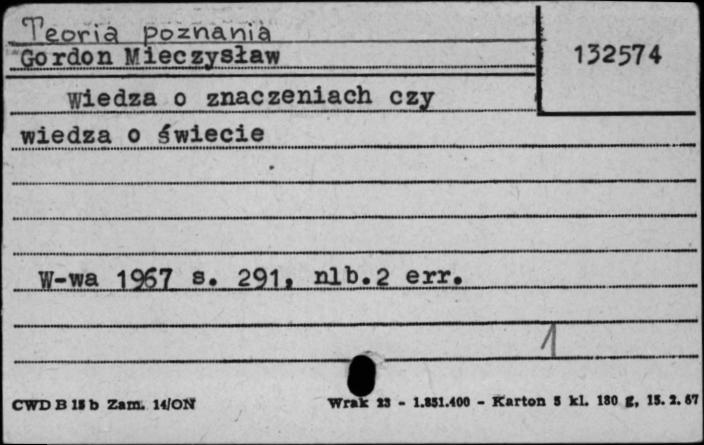 Teoria poznania
Gordon Mieczysław
132574
Wiedza o znaczeniach czy
wiedza o świecie
W-wa 1967 s. 291, nlb.2 err.
1
CWD B 15 b Zam. 14/ON
Wrak 23 - 1.851.400 - Karton 5 kl. 180 g, 15. 2. 67